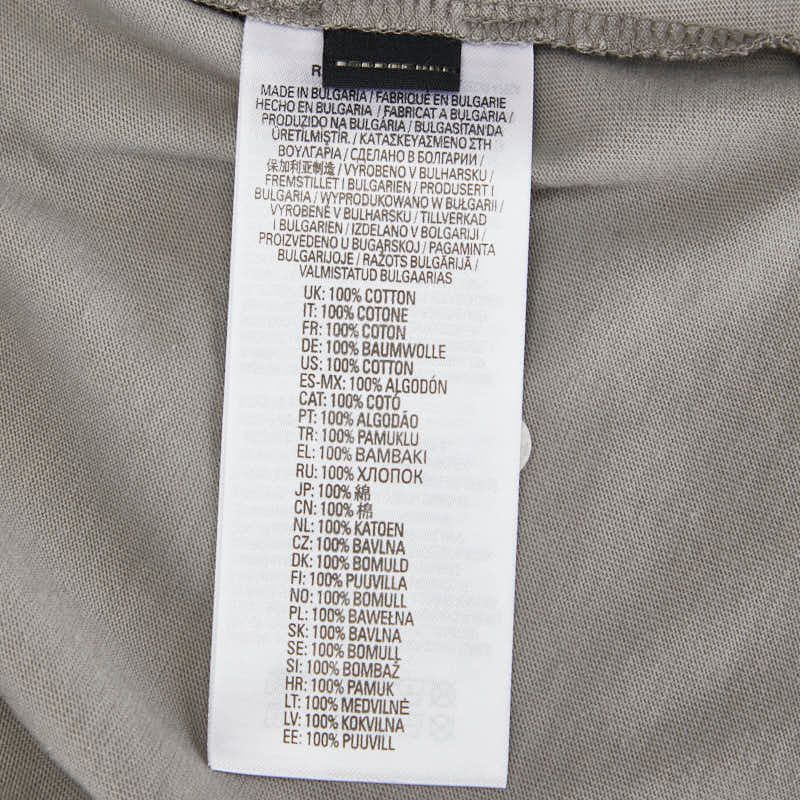 MADE IN BULGARIA / FABRIQUÉ EN BULGARIE
HECHO EN BULGARIA / FABRICAT A BULGÀRIA /
PRODUZIDO NA BULGÁRIA / BULGASITAN'DA
ÜRETİLMİŞTİR. / ΚΑΤΑΣΚΕΥΑΣΜΕΝΟ ΣΤΗ
ΒΟΥΛΓΑΡΙΑ / СДЕЛАНО В БОЛГАРИИ /
保加利亚制造 / VYROBENO V BULHARSKU /
FREMSTILLET I BULGARIEN / PRODUSERT I
BULGARIA / WYPRODUKOWANO W BUŁGARII /
VYROBENÉ V BULHARSKU / TILLVERKAD
I BULGARIEN / IZDELANO V BOLGARIJI /
PROIZVEDENO U BUGARSKOJ / PAGAMINTA
BULGARIJOJE / RAŽOTS BULGĀRIJĀ /
VALMISTATUD BULGAARIAS
UK: 100% COTTON
IT: 100% COTONE
FR: 100% COTON
DE: 100% BAUMWOLLE
US: 100% COTTON
ES-MX: 100% ALGODÓN
CAT: 100% COTÓ
PT: 100% ALGODÃO
TR: 100% PAMUKLU
EL: 100% ΒΑΜΒΑΚΙ
RU: 100% ХЛОПОК
JP: 100% 綿
CN: 100% 棉
NL: 100% KATOEN
CZ: 100% BAVLNA
DK: 100% BOMULD
FI: 100% PUUVILLA
NO: 100% BOMULL
PL: 100% BAWEŁNA
SK: 100% BAVLNA
SE: 100% BOMULL
SI: 100% BOMBAŽ
HR: 100% PAMUK
LT: 100% MEDVILNĖ
LV: 100% KOKVILNA
EE: 100% PUUVILL